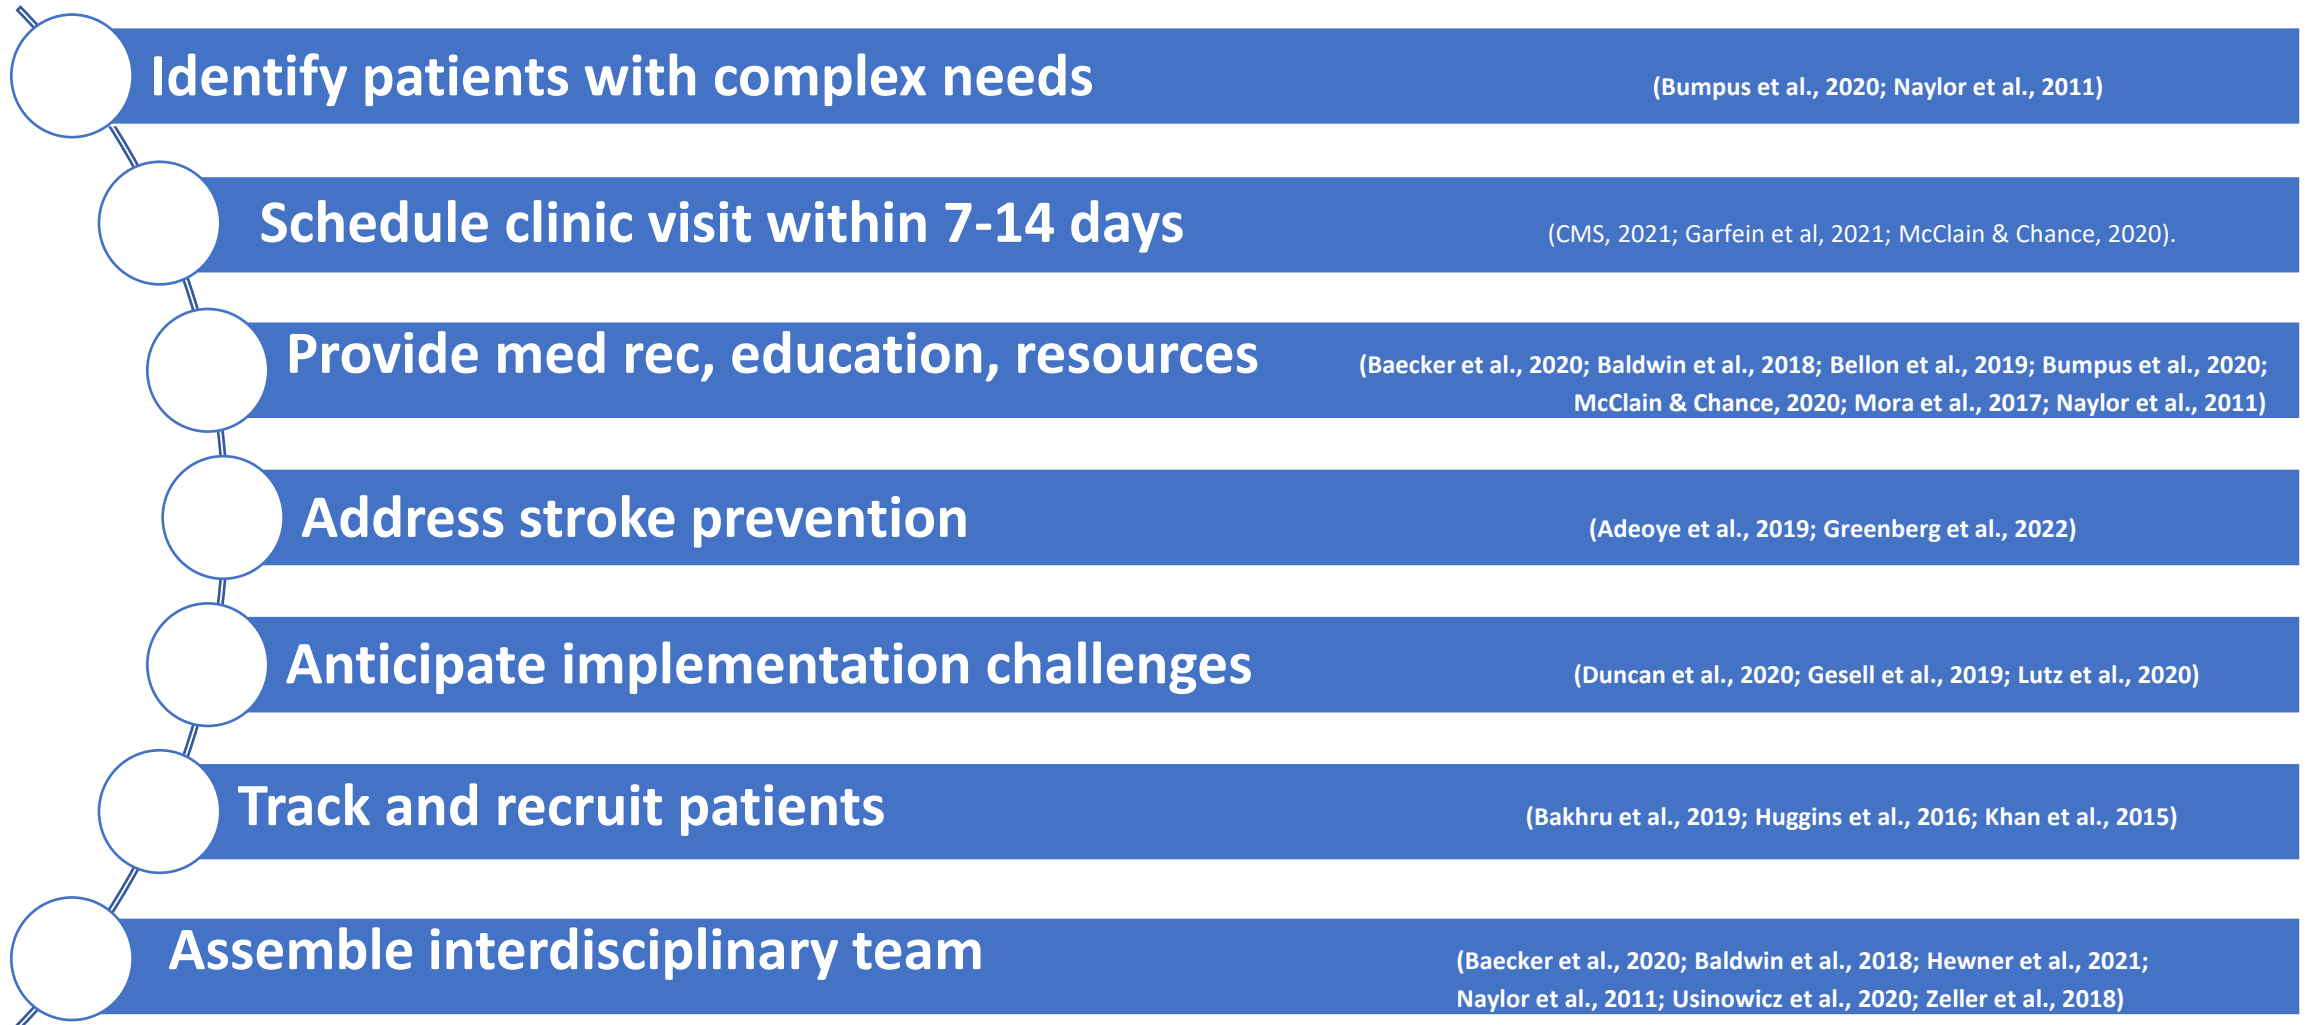 Identify patients with complex needs
(Bumpus et al., 2020; Naylor et al., 2011)
Schedule clinic visit within 7-14 days
(CMS, 2021; Garfein et al, 2021; McClain & Chance, 2020).
Provide med rec, education, resources
(Baecker et al., 2020; Baldwin et al., 2018; Bellon et al., 2019; Bumpus et al., 2020;
McClain & Chance, 2020; Mora et al., 2017; Naylor et al., 2011)
Address stroke prevention
(Adeoye et al., 2019; Greenberg et al., 2022)
Anticipate implementation challenges
(Duncan et al., 2020; Gesell et al., 2019; Lutz et al., 2020)
Track and recruit patients
(Bakhru et al., 2019; Huggins et al., 2016; Khan et al., 2015)
Assemble interdisciplinary team
(Baecker et al., 2020; Baldwin et al., 2018; Hewner et al., 2021;
Naylor et al., 2011; Usinowicz et al., 2020; Zeller et al., 2018)